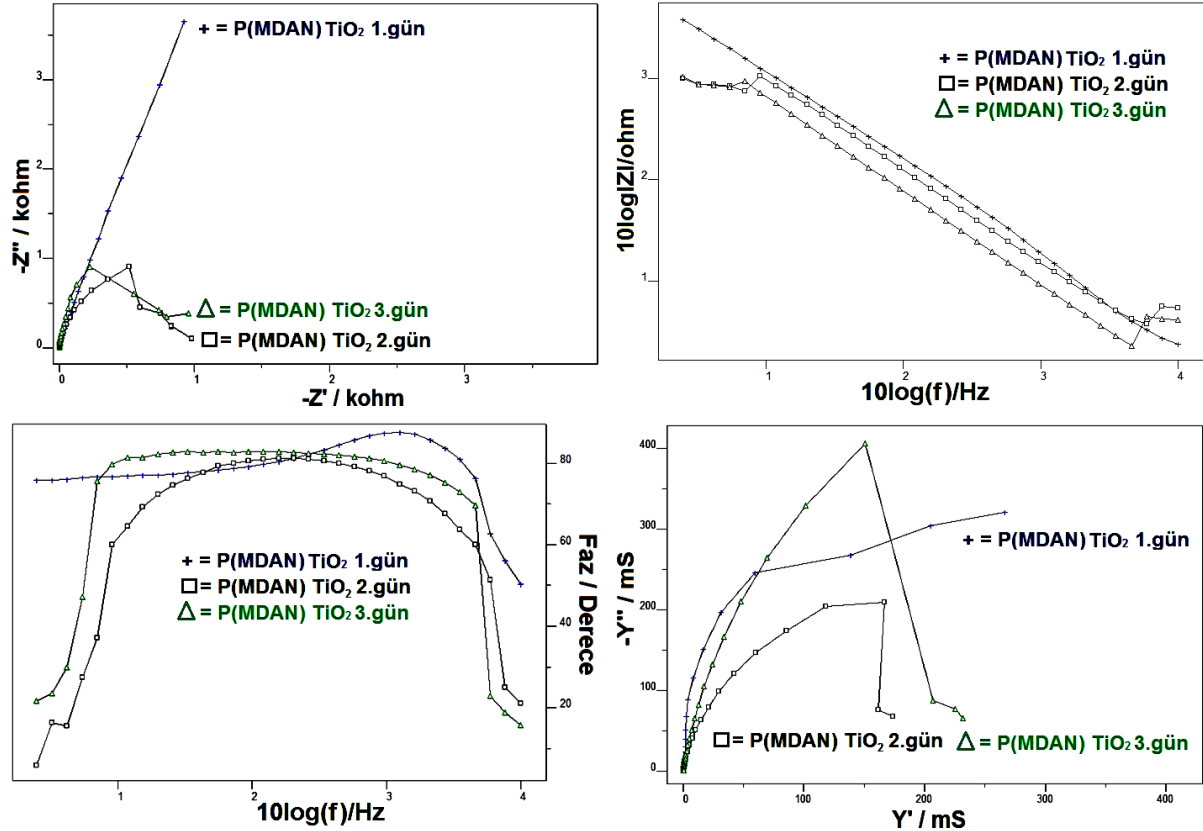 -Z'' / kohm
3
2
1
0
+ = P(MDAN) TiO₂ 1.gün
△ = P(MDAN) TiO₂ 3.gün
□ = P(MDAN) TiO₂ 2.gün
0
1
2
3
-Z' / kohm
10log|Z|/ohm
3
2
1
+ = P(MDAN) TiO₂ 1.gün
□ = P(MDAN) TiO₂ 2.gün
△ = P(MDAN) TiO₂ 3.gün
1
2
3
4
10log(f)/Hz
+ = P(MDAN) TiO₂ 1.gün
□ = P(MDAN) TiO₂ 2.gün
△ = P(MDAN) TiO₂ 3.gün
80
60
40
20
Faz / Derece
1
2
3
4
10log(f)/Hz
-Y'' / mS
400
300
200
100
0
+ = P(MDAN) TiO₂ 1.gün
□ = P(MDAN) TiO₂ 2.gün
△ = P(MDAN) TiO₂ 3.gün
0
100
200
300
400
Y' / mS